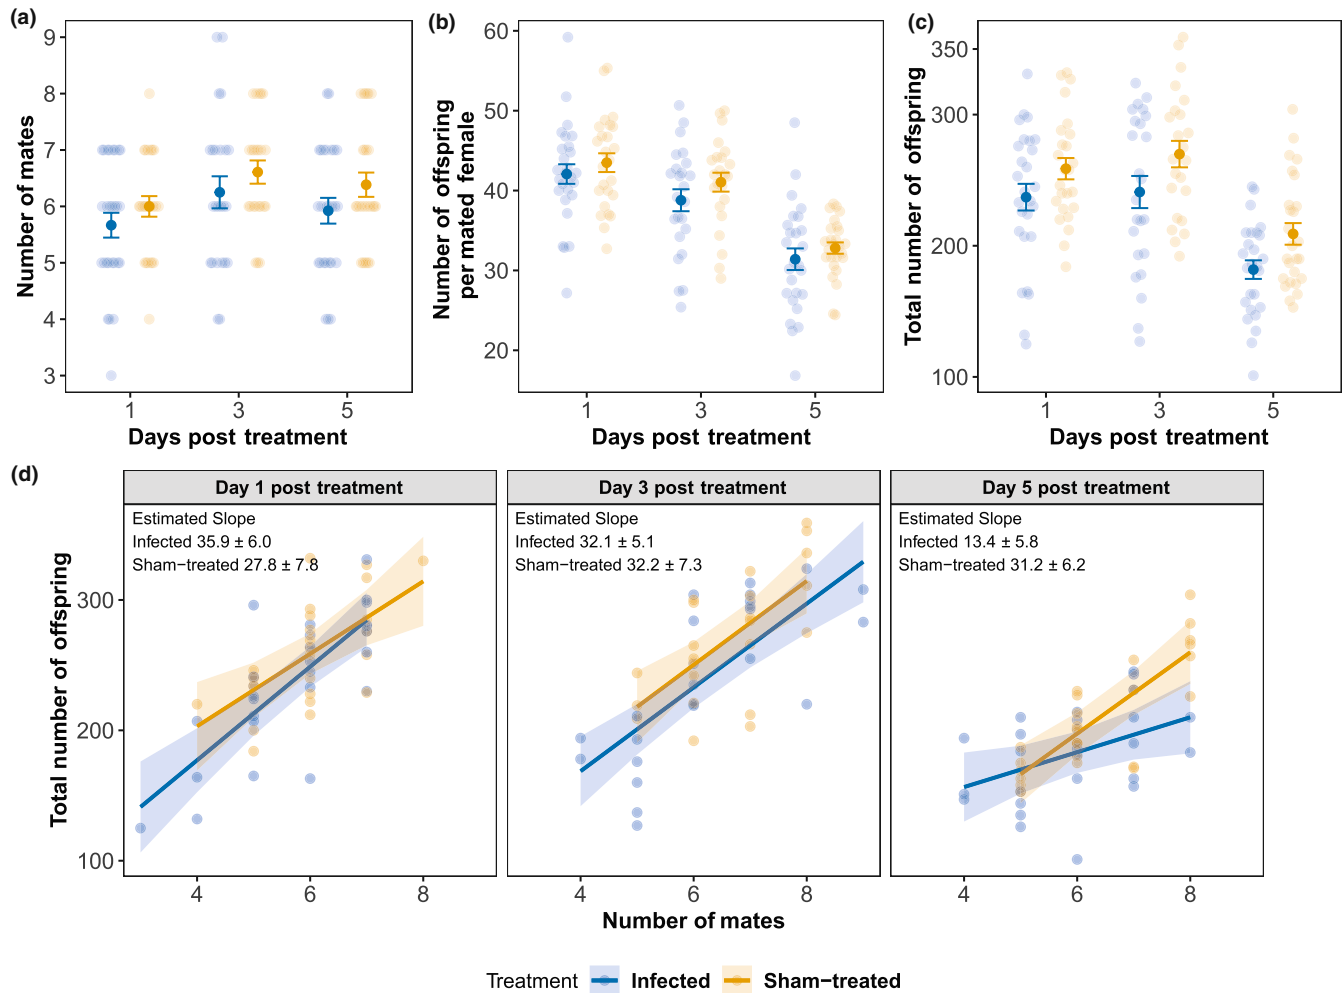 (a)
Number of mates
9
8
7
6
5
4
3
1 3 5
Days post treatment
(b)
Number of offspring
per mated female
60
50
40
30
20
1 3 5
Days post treatment
(c)
Total number of offspring
350
300
200
100
1 3 5
Days post treatment
(d)
Total number of offspring
300
200
100
Day 1 post treatment
Estimated Slope
Infected 35.9 ± 6.0
Sham−treated 27.8 ± 7.8
4 6 8
Day 3 post treatment
Estimated Slope
Infected 32.1 ± 5.1
Sham−treated 32.2 ± 7.3
4 6 8
Day 5 post treatment
Estimated Slope
Infected 13.4 ± 5.8
Sham−treated 31.2 ± 6.2
4 6 8
Number of mates
Treatment Infected Sham−treated